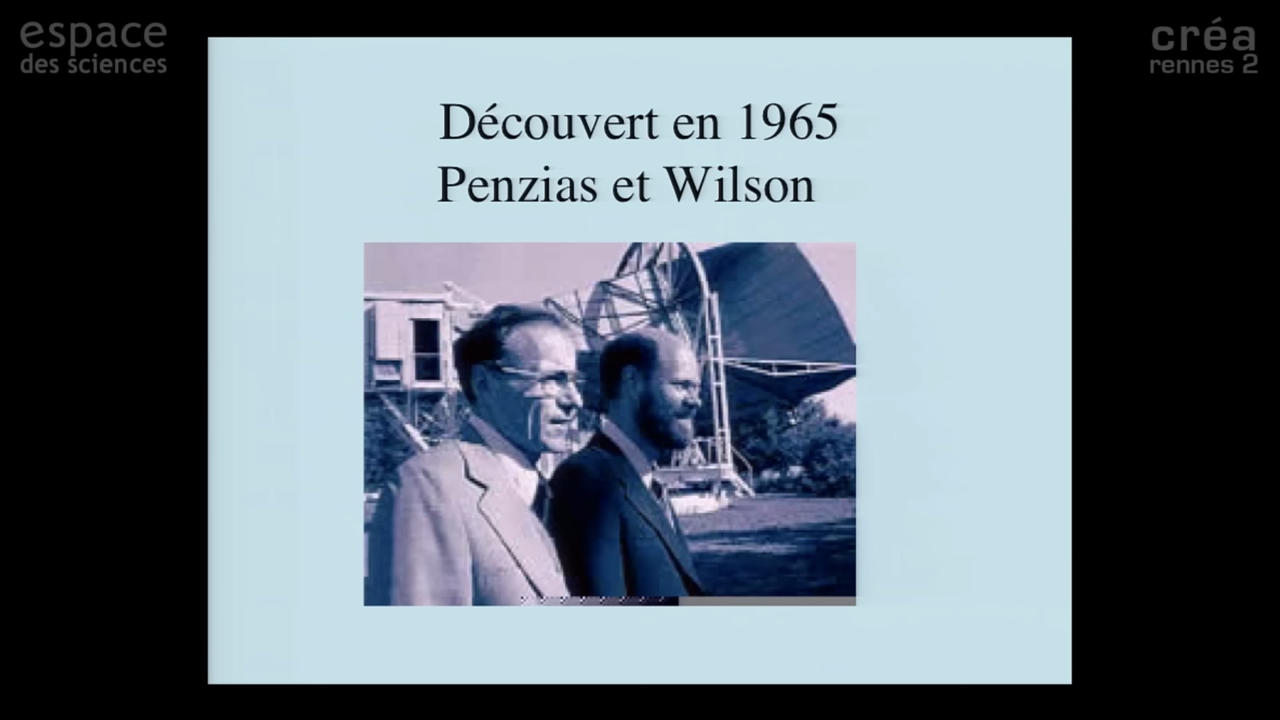 espace
des sciences
créa
rennes 2
Découvert en 1965
Penzias et Wilson